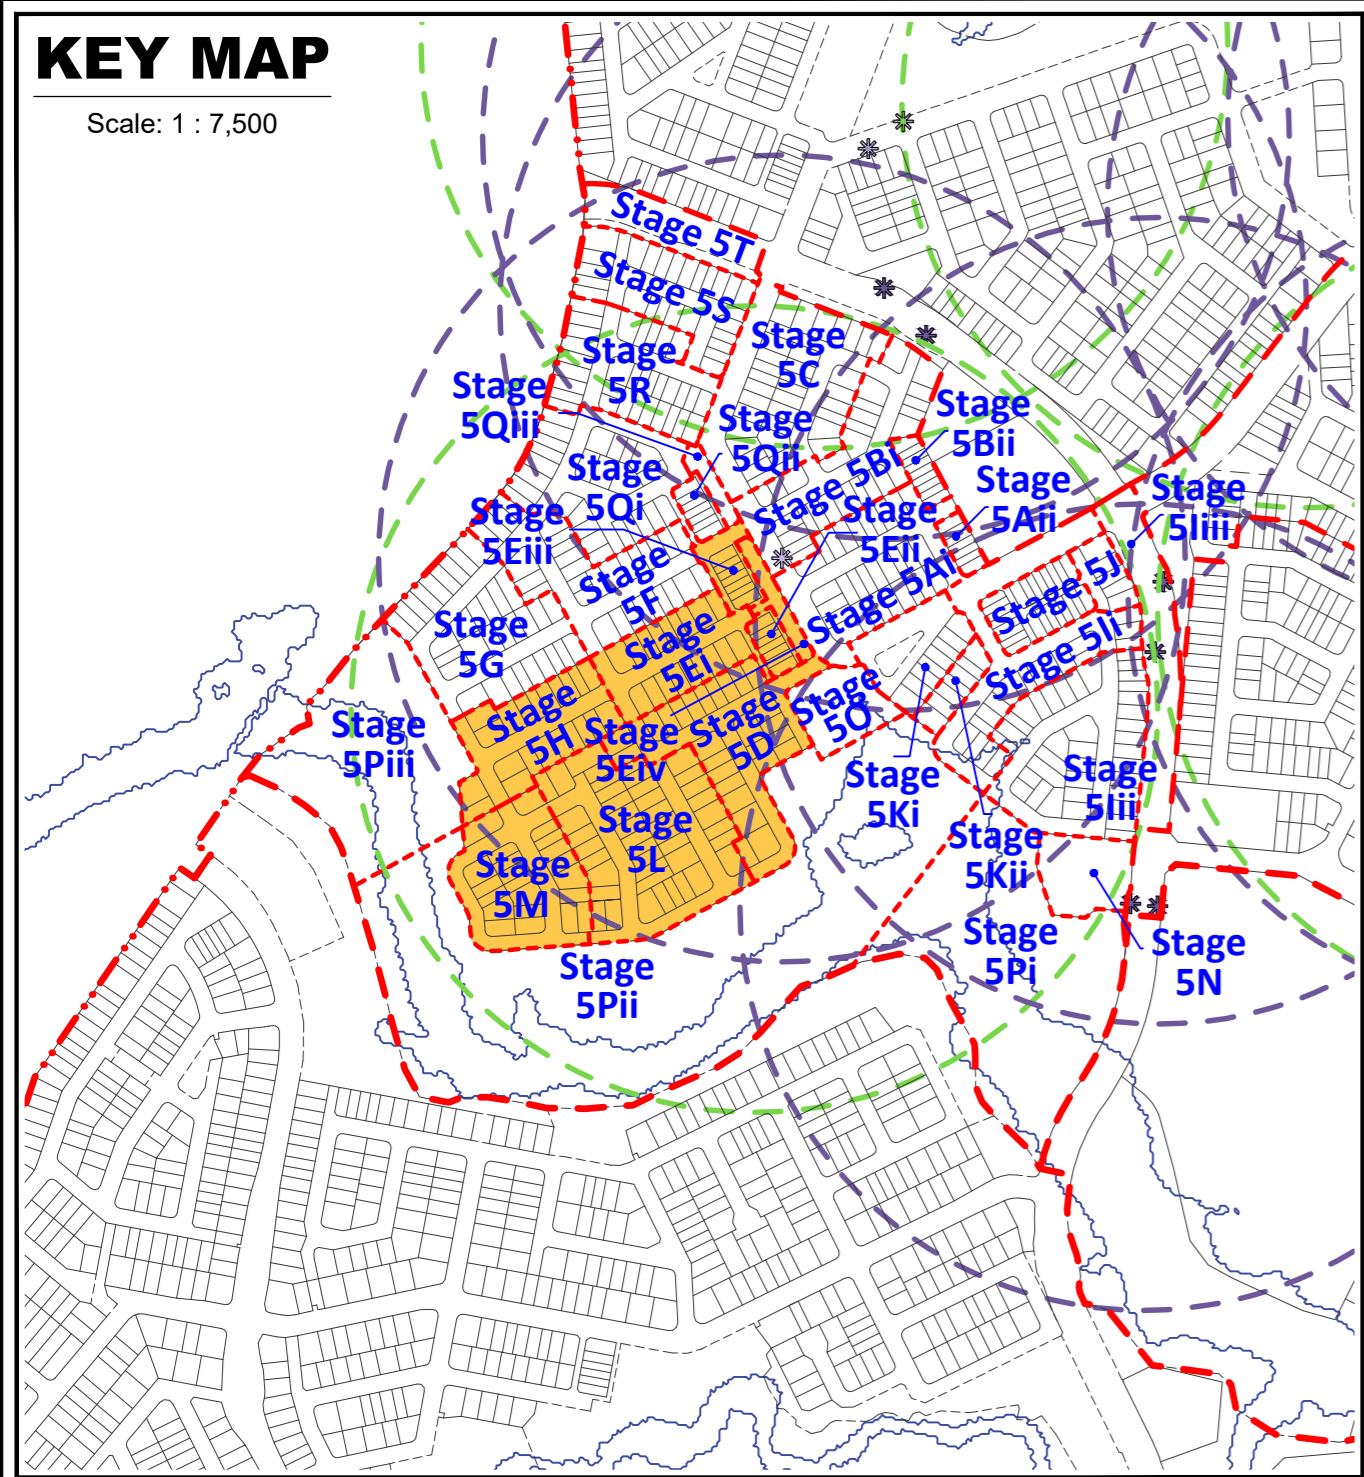 KEY MAP
Scale: 1 : 7,500
Stage 5T
Stage 5S
Stage
5C
Stage
5R
Stage
5Qiii
Stage
5Qii
Stage
5Bii
Stage
5Qi
Stage 5Bi
Stage
5Aii
Stage
5Iiii
Stage
5Eiii
Stage
5Eii
Stage
5F
Stage 5Ai
Stage 5J
Stage
5G
Stage
5Ei
Stage 5Ii
Stage
5H
Stage
5Eiv
Stage
5D
Stage
5O
Stage
5Piii
Stage
5Ki
Stage
5Iii
Stage
5L
Stage
5Kii
Stage
5M
Stage
5Pi
Stage
5N
Stage
5Pii